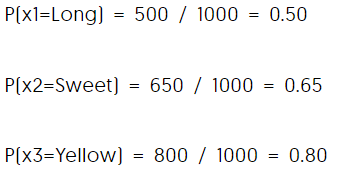 P(x1=Long) = 500 / 1000 = 0.50
P(x2=Sweet) = 650 / 1000 = 0.65
P(x3=Yellow) = 800 / 1000 = 0.80